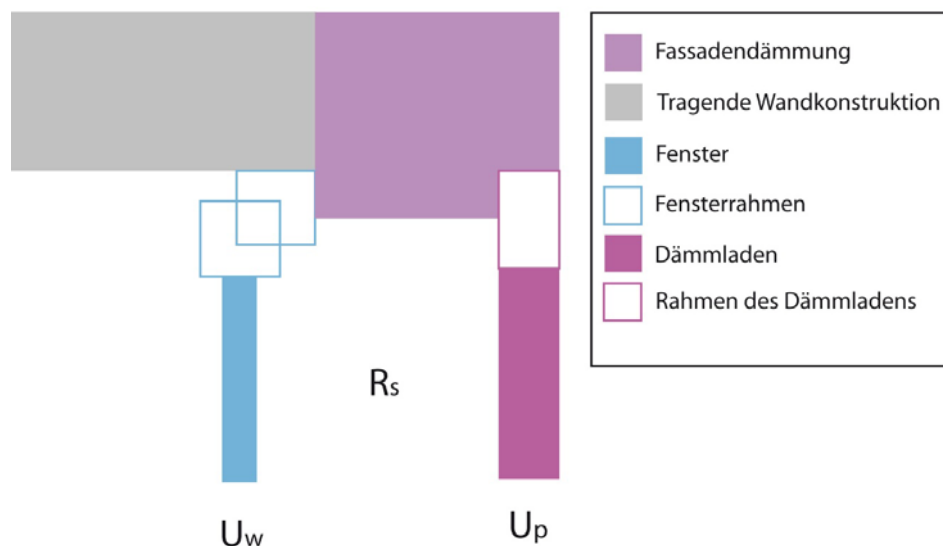 Fassadendämmung
Tragende Wandkonstruktion
Fenster
Fensterrahmen
Dämmladen
Rahmen des Dämmladens
Rs
Uw
Up